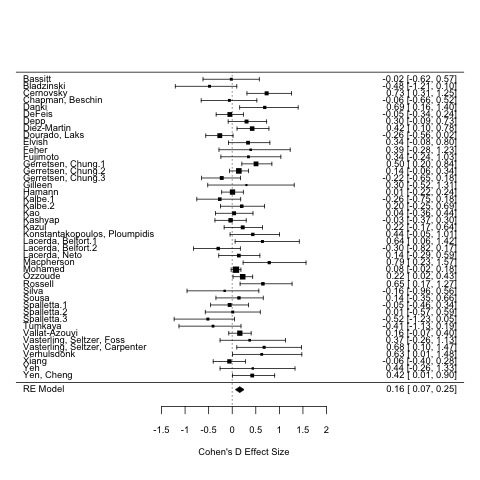 Bassitt -0.02 [-0.62, 0.57]
Bladzinski -0.48 [-1.21, 0.10]
Cernovsky 0.73 [0.31, 1.25]
Chapman, Beschin -0.06 [-0.66, 0.52]
Danki 0.69 [0.16, 1.40]
DeFeis -0.05 [-0.34, 0.24]
Depp 0.30 [-0.09, 0.73]
Diez-Martin 0.42 [0.10, 0.78]
Dourado, Laks -0.26 [-0.56, 0.02]
Elvish 0.34 [-0.08, 0.80]
Feher 0.39 [-0.28, 1.23]
Fujimoto 0.34 [-0.24, 1.03]
Gerretsen, Chung.1 0.50 [0.20, 0.84]
Gerretsen, Chung.2 0.14 [-0.06, 0.34]
Gerretsen, Chung.3 -0.22 [-0.65, 0.18]
Gilleen 0.30 [-0.52, 1.31]
Hamann 0.01 [-0.22, 0.24]
Kalbe.1 -0.26 [-0.75, 0.18]
Kalbe.2 0.20 [-0.25, 0.69]
Kao 0.04 [-0.36, 0.44]
Kashyap -0.03 [-0.37, 0.30]
Kazui 0.22 [-0.17, 0.64]
Konstantakopoulos, Ploumpidis 0.44 [-0.05, 1.01]
Lacerda, Belfort.1 0.64 [0.06, 1.42]
Lacerda, Belfort.2 -0.30 [-0.82, 0.17]
Lacerda, Neto 0.14 [-0.29, 0.59]
Macpherson 0.79 [0.23, 1.57]
Mohamed 0.08 [-0.02, 0.18]
Ozzoude 0.22 [0.02, 0.43]
Rossell 0.65 [0.17, 1.27]
Silva -0.16 [-0.96, 0.56]
Sousa 0.14 [-0.35, 0.66]
Spalletta.1 -0.05 [-0.46, 0.34]
Spalletta.2 0.01 [-0.57, 0.59]
Spalletta.3 -0.52 [-1.23, 0.05]
Tumkaya -0.41 [-1.13, 0.19]
Vallat-Azouvi 0.16 [-0.07, 0.40]
Vasterling, Seltzer, Foss 0.37 [-0.26, 1.13]
Vasterling, Seltzer, Carpenter 0.68 [0.10, 1.47]
Verhulsdonk 0.63 [0.01, 1.48]
Xiang -0.06 [-0.40, 0.28]
Yeh 0.44 [-0.26, 1.33]
Yen, Cheng 0.42 [0.01, 0.90]
RE Model 0.16 [ 0.07, 0.25]
-1.5 -1 -0.5 0 0.5 1 1.5 2
Cohen's D Effect Size